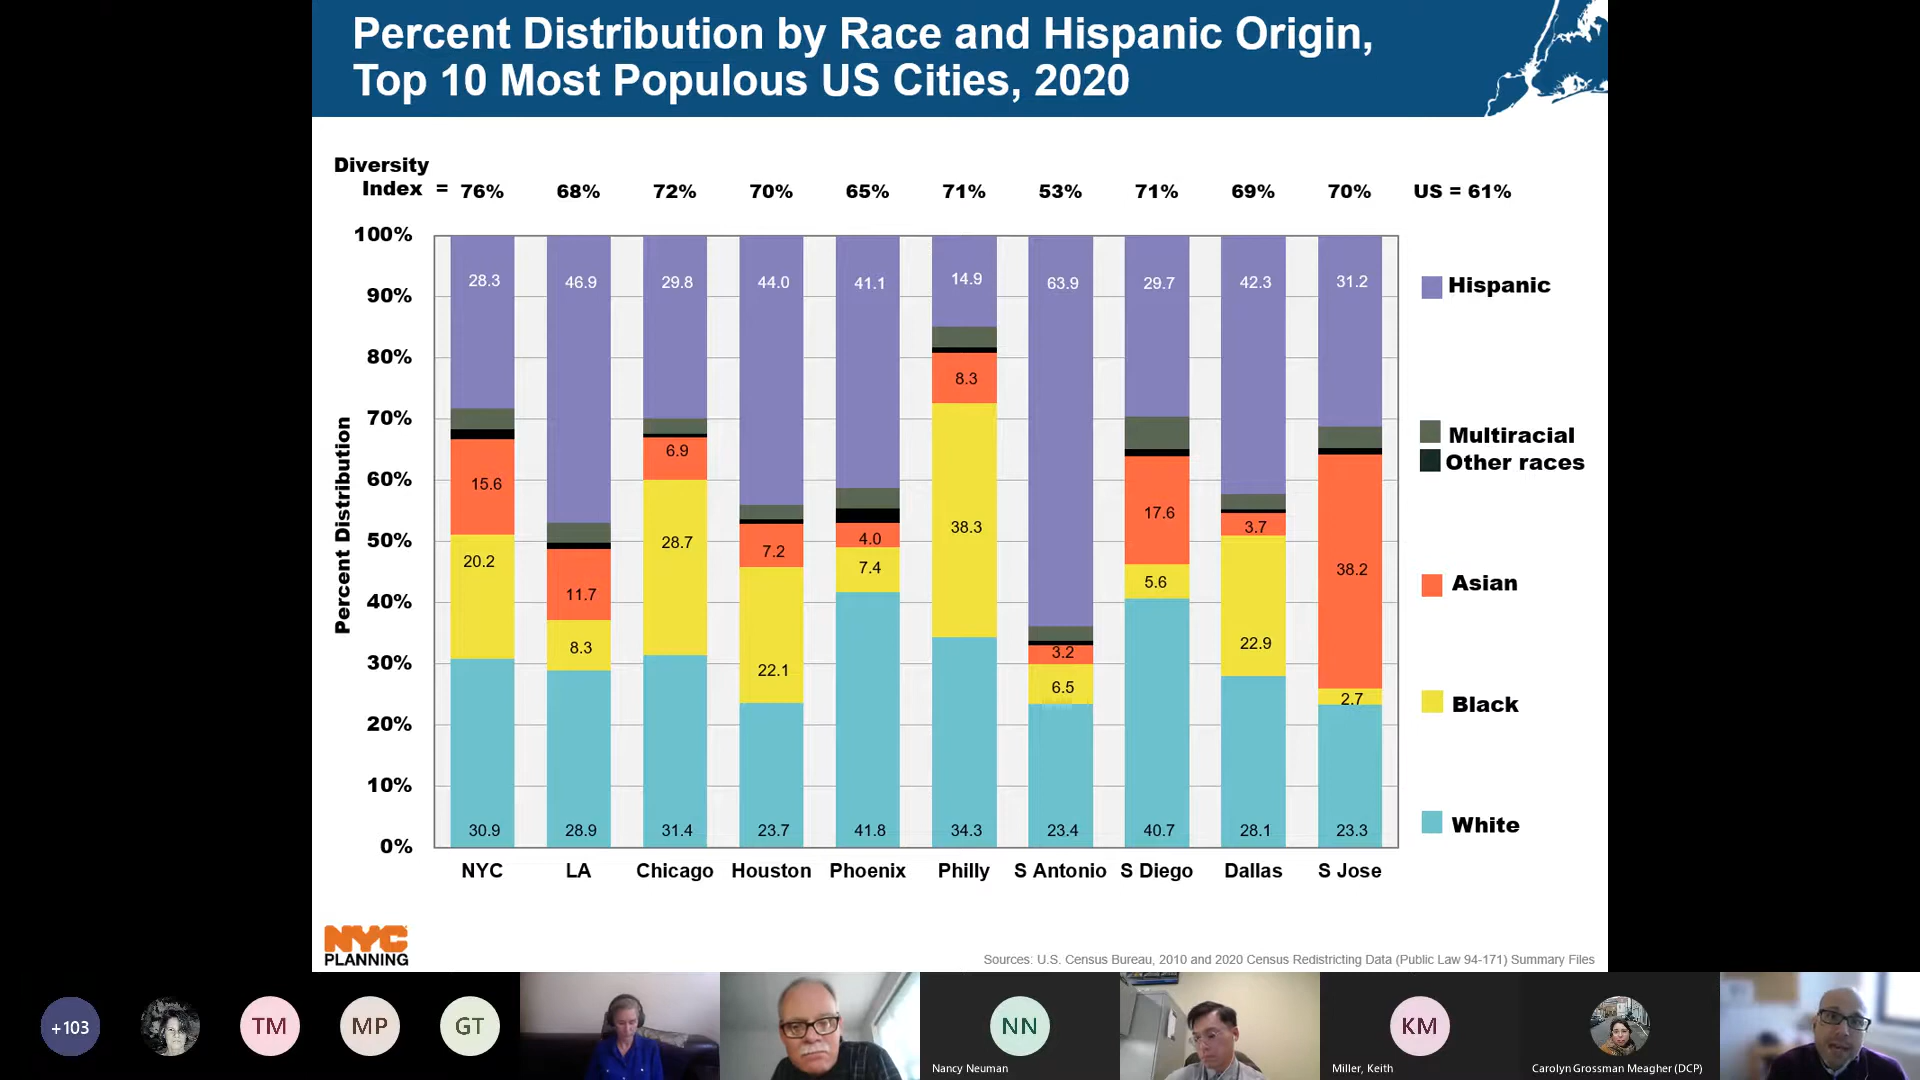 Percent Distribution by Race and Hispanic Origin,
Top 10 Most Populous US Cities, 2020
Diversity
Index = 76% 68% 72% 70% 65% 71% 53% 71% 69% 70% US = 61%
100%
90%
80%
70%
60%
50%
40%
30%
20%
10%
0%
Percent Distribution
28.3 46.9 29.8 44.0 41.1 14.9 63.9 29.7 42.3 31.2
15.6 11.7 6.9 7.2 4.0 8.3 3.2 17.6 3.7 38.2
20.2 8.3 28.7 22.1 7.4 38.3 6.5 5.6 22.9 2.7
30.9 28.9 31.4 23.7 41.8 34.3 23.4 40.7 28.1 23.3
NYC LA Chicago Houston Phoenix Philly S Antonio S Diego Dallas S Jose
Hispanic
Multiracial
Other races
Asian
Black
White
NYC
PLANNING
Sources: U.S. Census Bureau, 2010 and 2020 Census Redistricting Data (Public Law 94-171) Summary Files
+103 TM MP GT NN KM
Nancy Neuman
Miller, Keith
Carolyn Grossman Meagher (DCP)